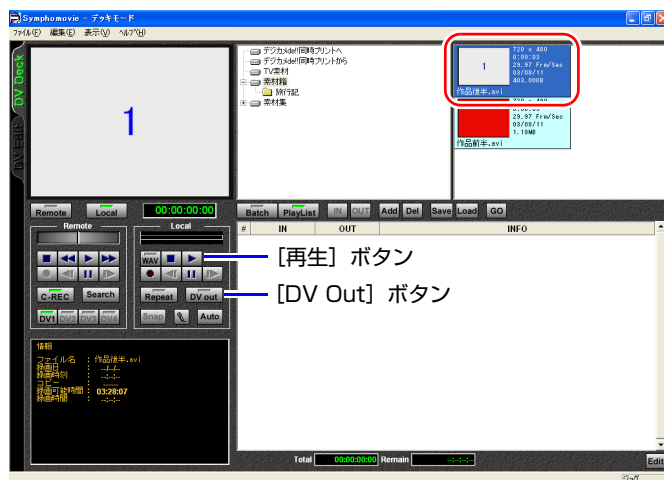 Symphomovie - デッキモード
ファイル(F) 編集(E) 表示(V) ヘルプ(H)
DV Deck
DV Edit
1
デジカメde!!同時プリントへ
デジカメde!!同時プリントから
TV素材
素材箱
旅行記
素材集
1
720 x 480
0:00:03
29.97 Frm/Sec
03/08/11
403.00KB
作品後半.avi
720 x 480
0:00:03
29.97 Frm/Sec
03/08/11
1.10MB
作品前半.avi
Remote Local 00:00:00:00
Batch PlayList IN OUT Add Del Save Load GO
Remote
Local
# IN OUT INFO
WAV
C-REC Search
Repeat DV out
DV1 DV2 DV3 DV4
Snap Auto
[再生] ボタン
[DV Out] ボタン
情報
ファイル名 : 作品後半.avi
録画日 : --/--/--
録画時刻 : --:--:--
コピー : ------
録画可能時間 : 03:28:07
録画時間 : --:--:--
Total 00:00:00:00 Remain --:--:--:--
Edit